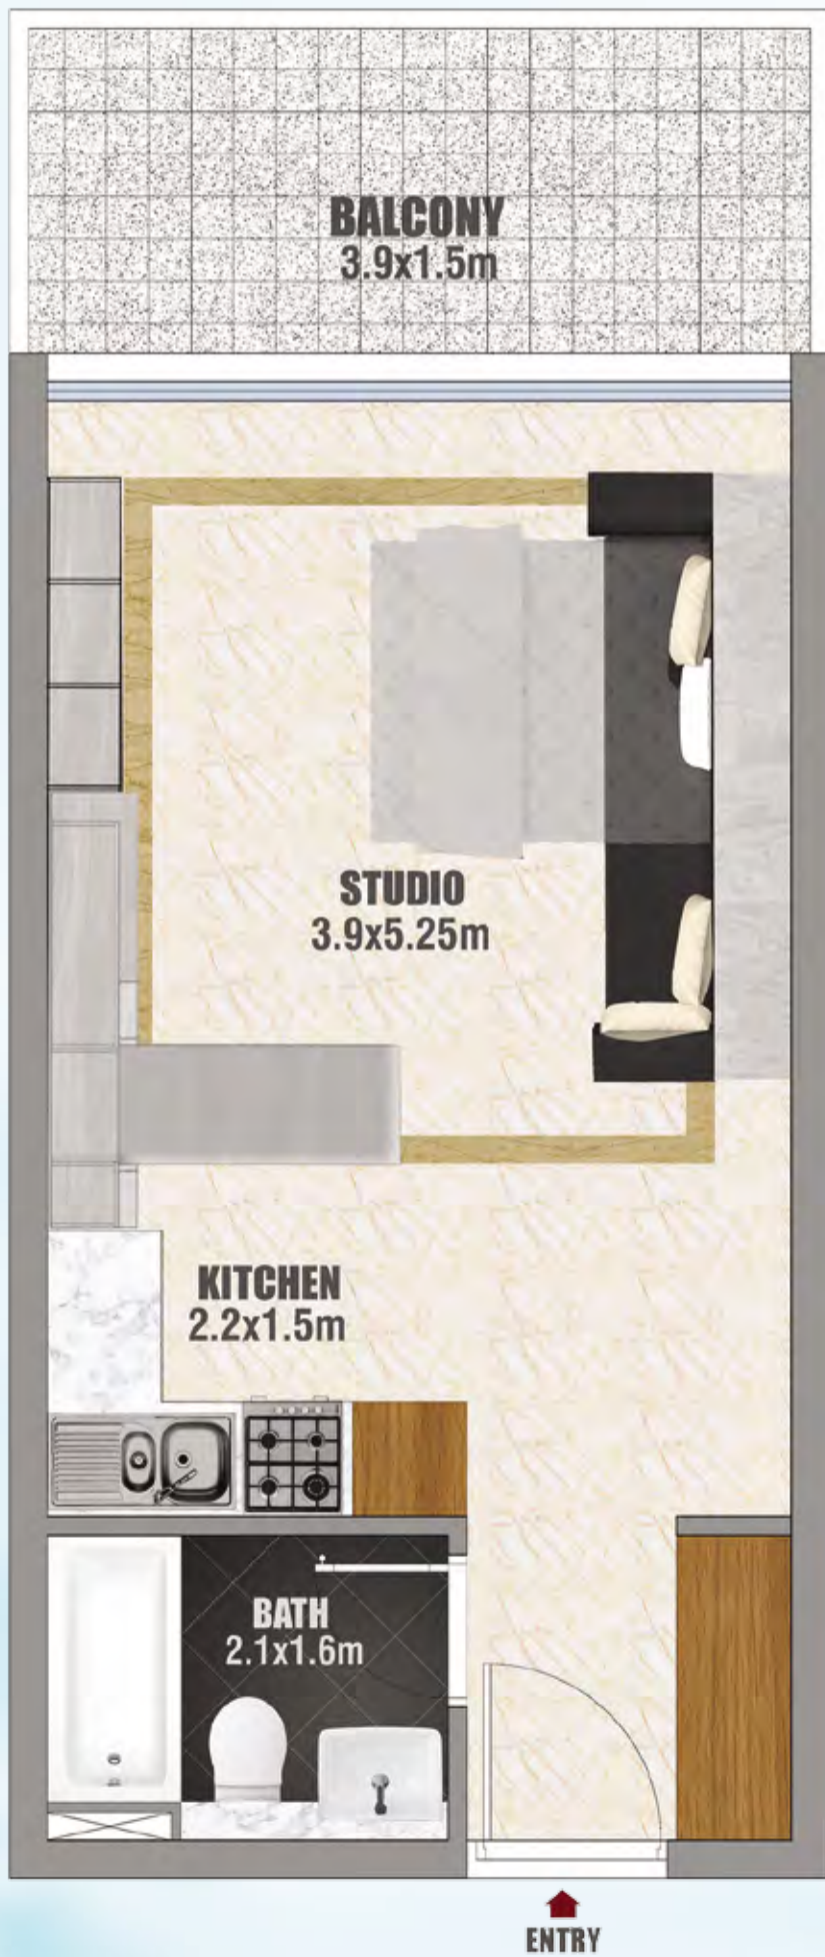 BALCONY
3.9x1.5m
STUDIO
3.9x5.25m
KITCHEN
2.2x1.5m
BATH
2.1x1.6m
ENTRY